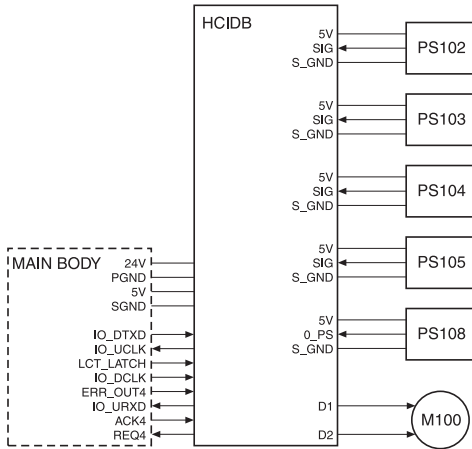 HCIDB
5V
SIG
S_GND
PS102
5V
SIG
S_GND
PS103
5V
SIG
S_GND
PS104
5V
SIG
S_GND
PS105
5V
0_PS
S_GND
PS108
D1
D2
M100
MAIN BODY
24V
PGND
5V
SGND
IO_DTXD
IO_UCLK
LCT_LATCH
IO_DCLK
ERR_OUT4
IO_URXD
ACK4
REQ4